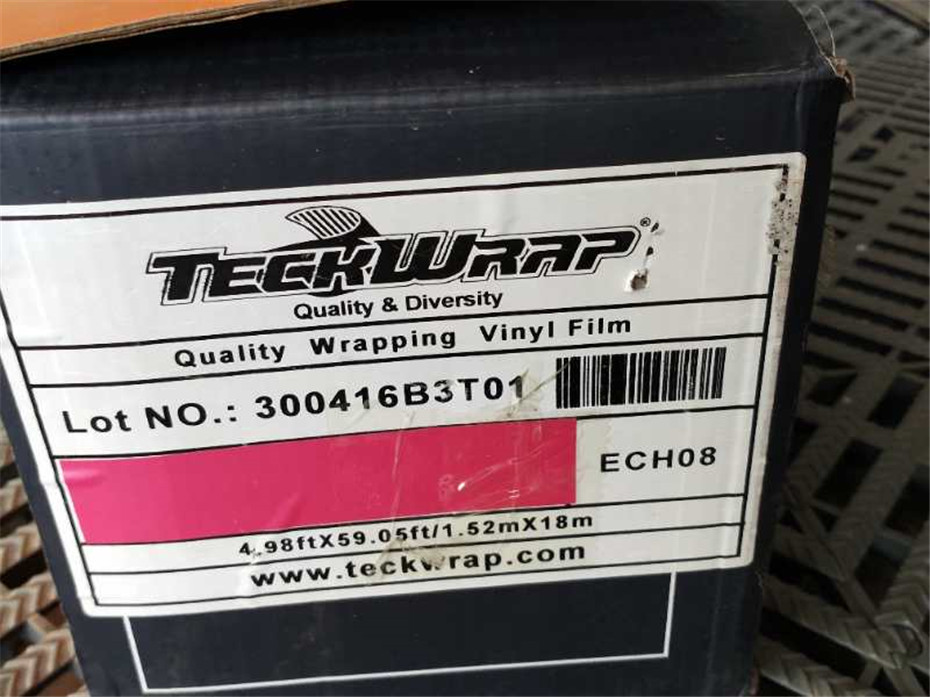 TECKWRAP®
Quality & Diversity
Quality Wrapping Vinyl Film
Lot NO.: 300416B3T01
ECH08
4.98ftX59.05ft/1.52mX18m
www.teckwrap.com